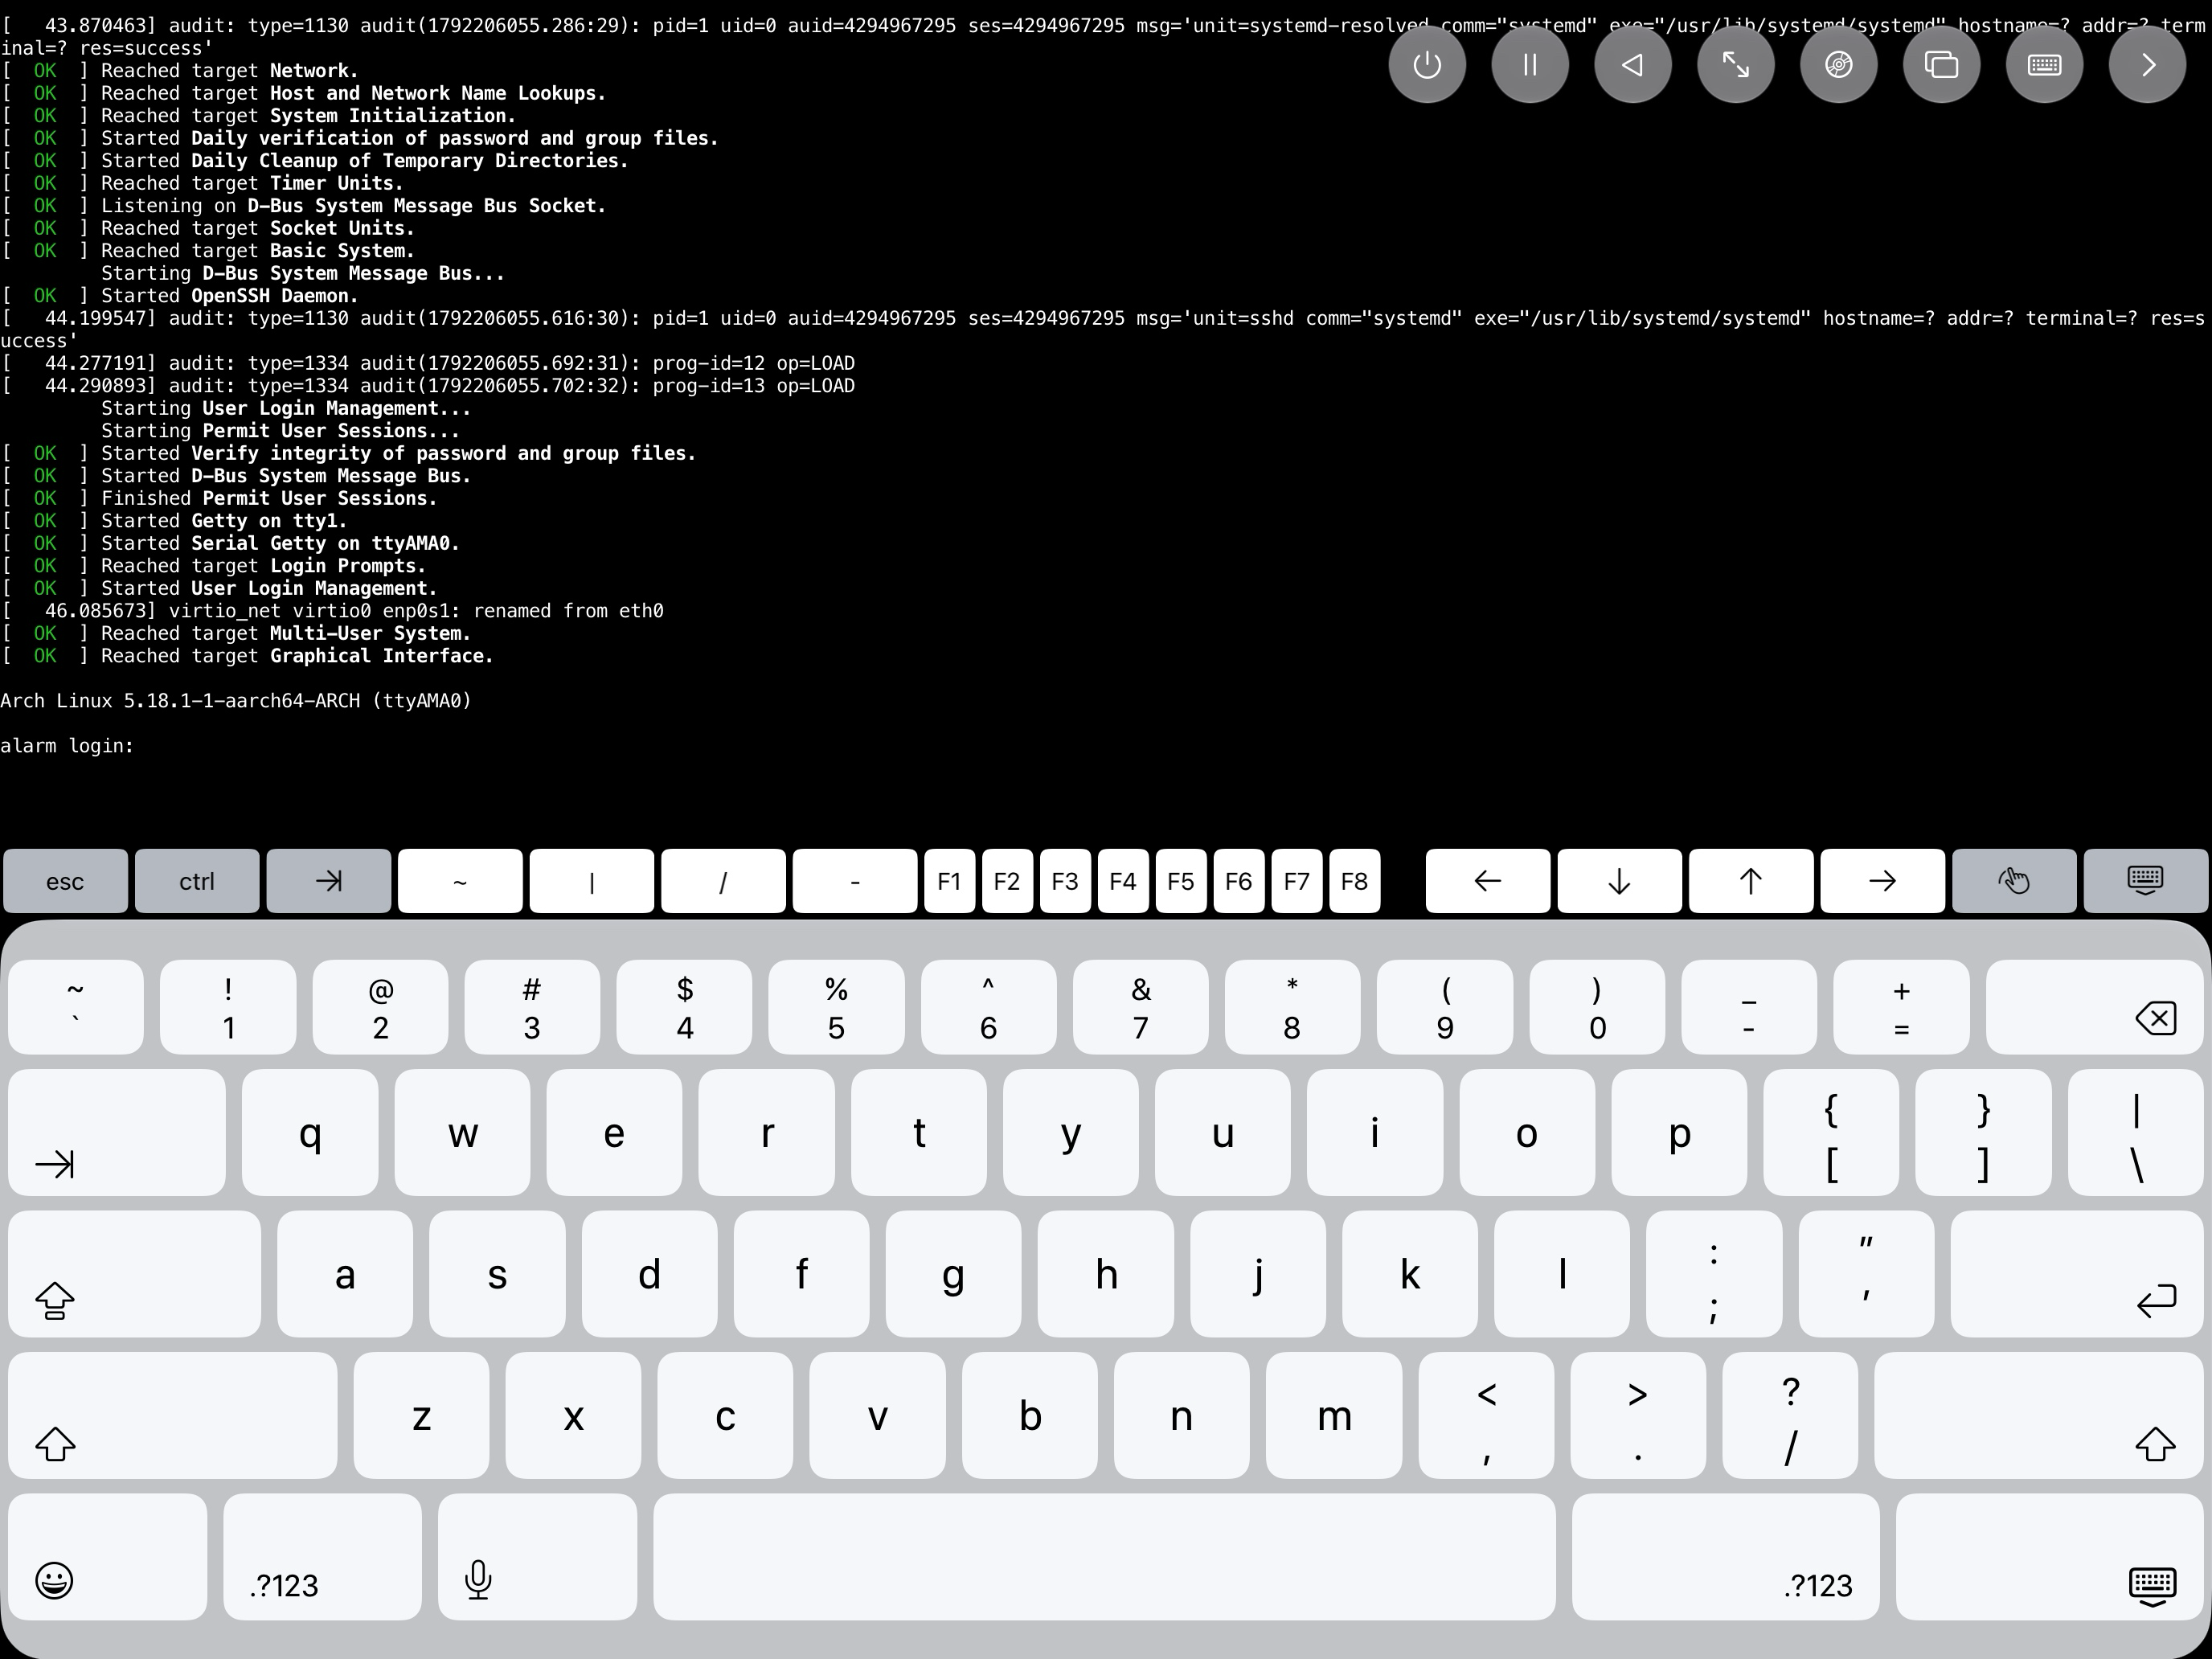 [   43.870463] audit: type=1130 audit(1792206055.286:29): pid=1 uid=0 auid=4294967295 ses=4294967295 msg='unit=systemd-resolved comm="systemd" exe="/usr/lib/systemd/systemd" hostname=? addr=? term
inal=? res=success'
[  OK  ] Reached target Network.
[  OK  ] Reached target Host and Network Name Lookups.
[  OK  ] Reached target System Initialization.
[  OK  ] Started Daily verification of password and group files.
[  OK  ] Started Daily Cleanup of Temporary Directories.
[  OK  ] Reached target Timer Units.
[  OK  ] Listening on D-Bus System Message Bus Socket.
[  OK  ] Reached target Socket Units.
[  OK  ] Reached target Basic System.
         Starting D-Bus System Message Bus...
[  OK  ] Started OpenSSH Daemon.
[   44.199547] audit: type=1130 audit(1792206055.616:30): pid=1 uid=0 auid=4294967295 ses=4294967295 msg='unit=sshd comm="systemd" exe="/usr/lib/systemd/systemd" hostname=? addr=? terminal=? res=s
uccess'
[   44.277191] audit: type=1334 audit(1792206055.692:31): prog-id=12 op=LOAD
[   44.290893] audit: type=1334 audit(1792206055.702:32): prog-id=13 op=LOAD
         Starting User Login Management...
         Starting Permit User Sessions...
[  OK  ] Started Verify integrity of password and group files.
[  OK  ] Started D-Bus System Message Bus.
[  OK  ] Finished Permit User Sessions.
[  OK  ] Started Getty on tty1.
[  OK  ] Started Serial Getty on ttyAMA0.
[  OK  ] Reached target Login Prompts.
[  OK  ] Started User Login Management.
[   46.085673] virtio_net virtio0 enp0s1: renamed from eth0
[  OK  ] Reached target Multi-User System.
[  OK  ] Reached target Graphical Interface.
Arch Linux 5.18.1-1-aarch64-ARCH (ttyAMA0)
alarm login:
esc ctrl ~ | / - F1 F2 F3 F4 F5 F6 F7 F8
~ ! @ # $ % ^ & * ( ) _ +
` 1 2 3 4 5 6 7 8 9 0 - =
q w e r t y u i o p { } |
[ ] \
a s d f g h j k l : "
; '
z x c v b n m < > ?
, . /
.?123 .?123